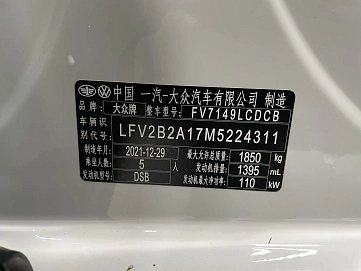 中国 一汽-大众汽车有限公司 制造
品牌 大众牌 整车型号 FV7149LCDCB
车辆识别代号 LFV2B2A17M5224311
制造年月 2021-12-29 最大允许总质量 1850 kg
乘坐人数 5 发动机排量 1395 mL
发动机型号 DSB 发动机最大净功率 110 kW